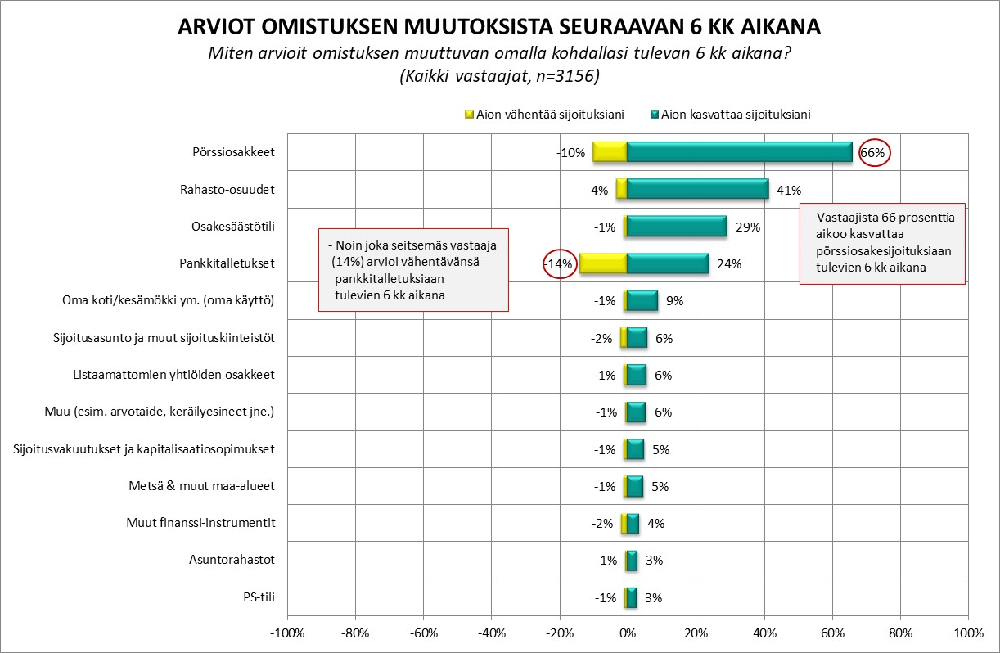 ARVIOT OMISTUKSEN MUUTOKSISTA SEURAAVAN 6 KK AIKANA
Miten arvioit omistuksen muuttuvan omalla kohdallasi tulevan 6 kk aikana?
(Kaikki vastaajat, n=3156)
Aion vähentää sijoituksiani Aion kasvattaa sijoituksiani
Pörssiosakkeet -10% 66%
Rahasto-osuudet -4% 41%
Osakesäästötili -1% 29%
Pankkitalletukset -14% 24%
Oma koti/kesämökki ym. (oma käyttö) -1% 9%
Sijoitusasunto ja muut sijoituskiinteistöt -2% 6%
Listaamattomien yhtiöiden osakkeet -1% 6%
Muu (esim. arvotaide, keräilyesineet jne.) -1% 6%
Sijoitusvakuutukset ja kapitalisaatiosopimukset -1% 5%
Metsä & muut maa-alueet -1% 5%
Muut finanssi-instrumentit -2% 4%
Asuntorahastot -1% 3%
PS-tili -1% 3%
- Noin joka seitsemäs vastaaja
(14%) arvioi vähentävänsä
pankkitalletuksiaan
tulevien 6 kk aikana
- Vastaajista 66 prosenttia
aikoo kasvattaa
pörssiosakesijoituksiaan
tulevien 6 kk aikana
-100% -80% -60% -40% -20% 0% 20% 40% 60% 80% 100%